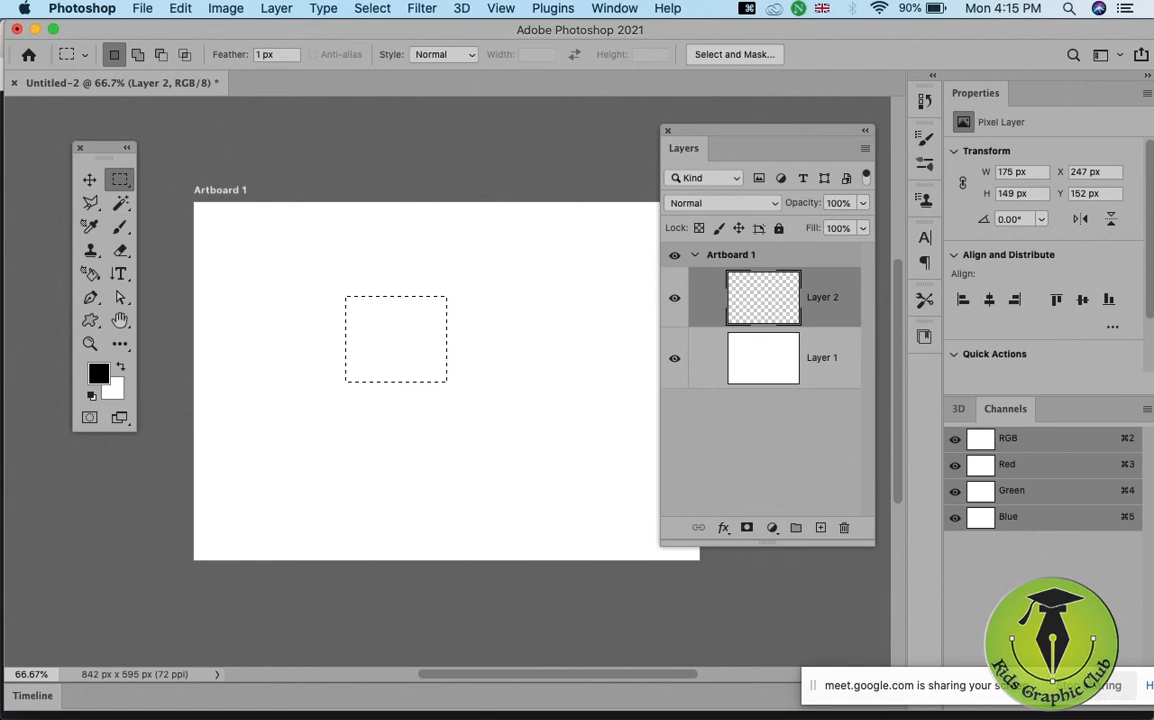 Photoshop File Edit Image Layer Type Select Filter 3D View Plugins Window Help 90% Mon 4:15 PM
Adobe Photoshop 2021
Feather: 1 px Anti-alias Style: Normal Width: Height: Select and Mask...
Untitled-2 @ 66.7% (Layer 2, RGB/8) *
Artboard 1
Layers
Kind
Normal Opacity: 100%
Lock: Fill: 100%
Artboard 1
Layer 2
Layer 1
fx
Properties
Pixel Layer
Transform
W 175 px X 247 px
H 149 px Y 152 px
0.00°
Align and Distribute
Align:
Quick Actions
3D Channels
RGB ⌘2
Red ⌘3
Green ⌘4
Blue ⌘5
66.67% 842 px x 595 px (72 ppi)
Timeline
meet.google.com is sharing your
Kids Graphic Club